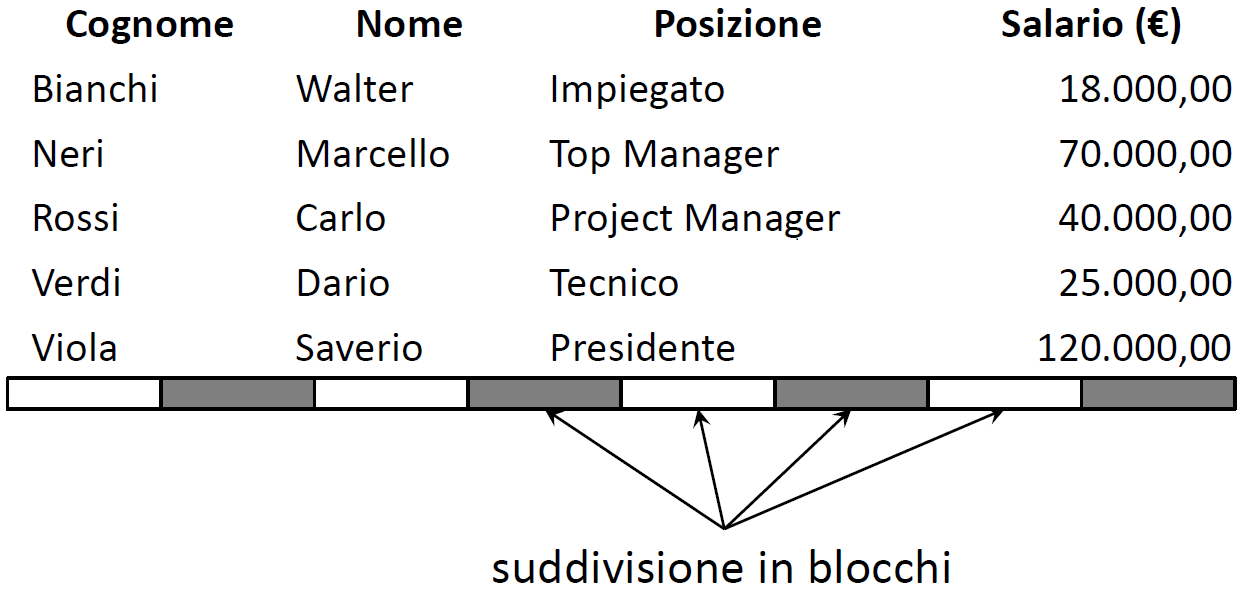 Cognome Nome Posizione Salario (€)
Bianchi Walter Impiegato 18.000,00
Neri Marcello Top Manager 70.000,00
Rossi Carlo Project Manager 40.000,00
Verdi Dario Tecnico 25.000,00
Viola Saverio Presidente 120.000,00
suddivisione in blocchi